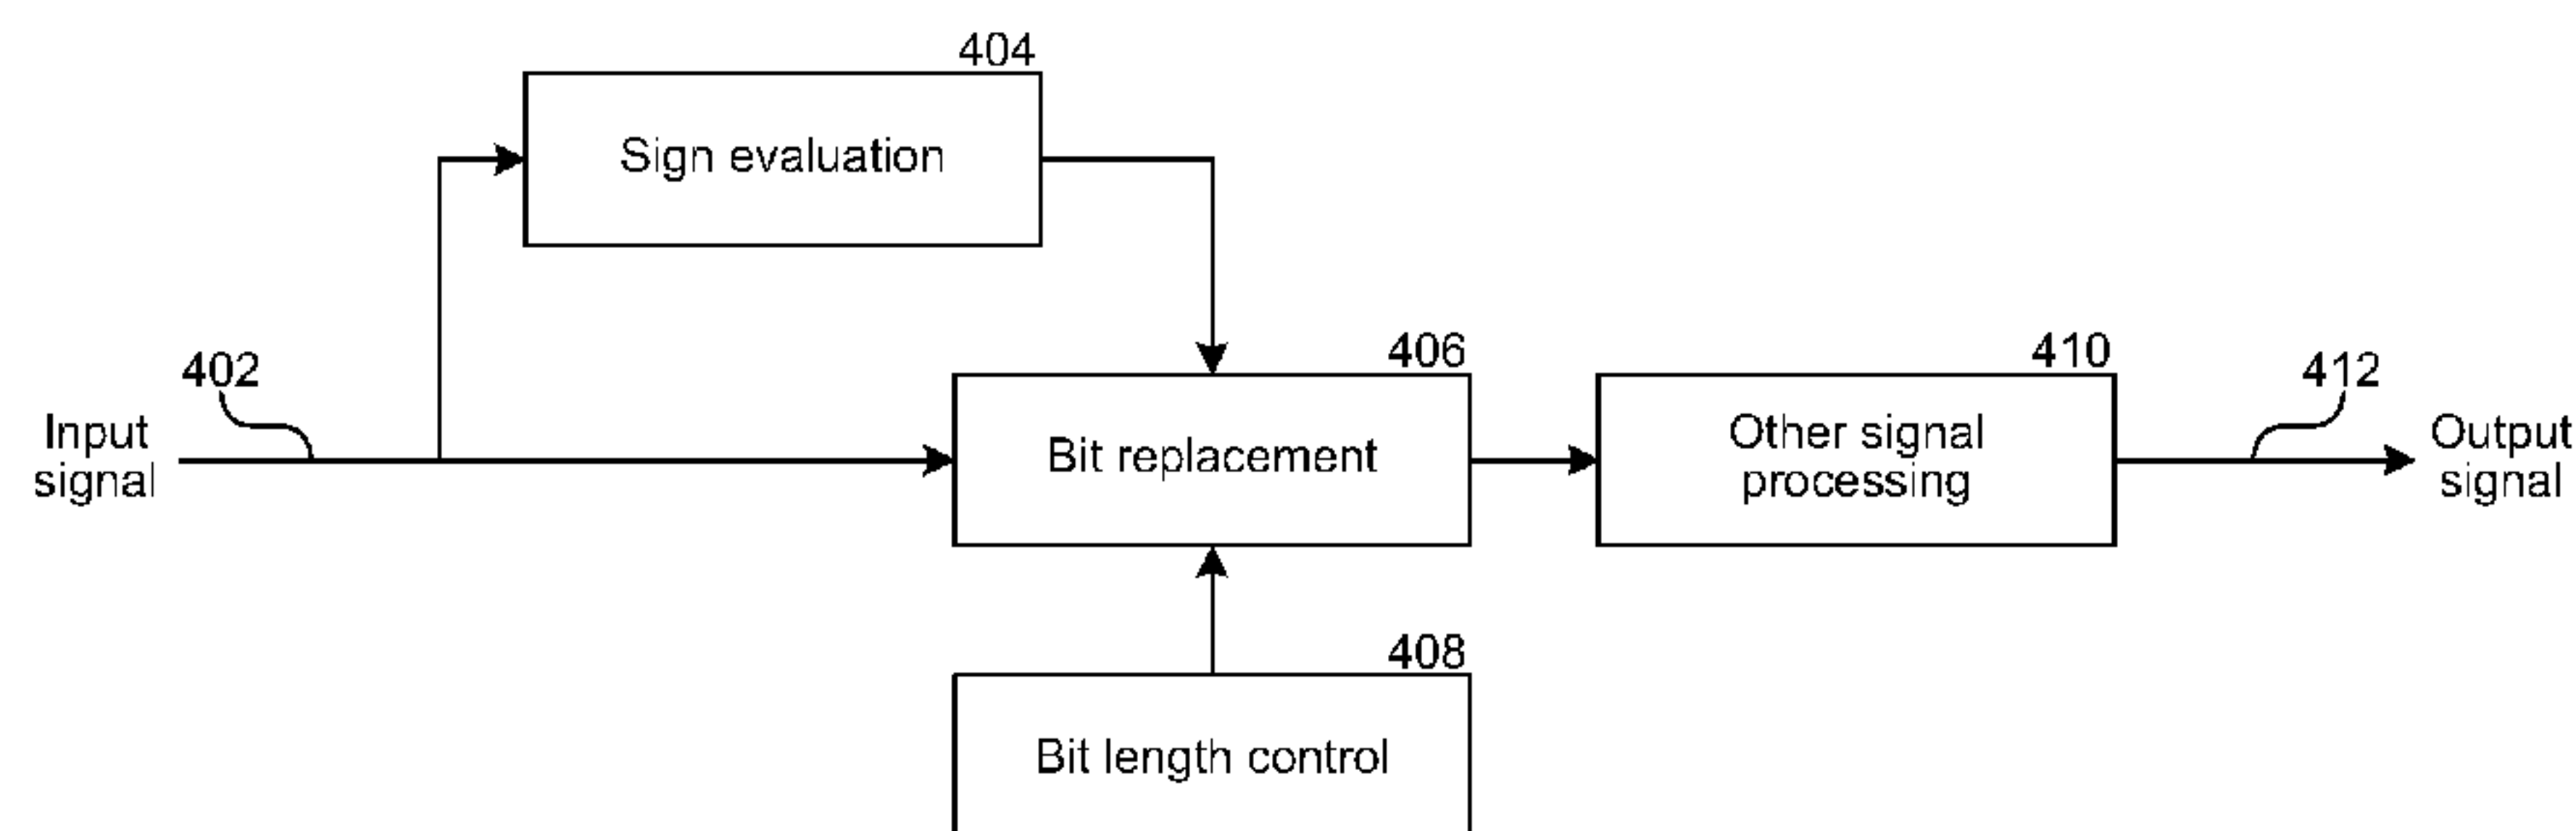 404
Sign evaluation
402
Input
signal
406
Bit replacement
410
Other signal
processing
412
Output
signal
408
Bit length control